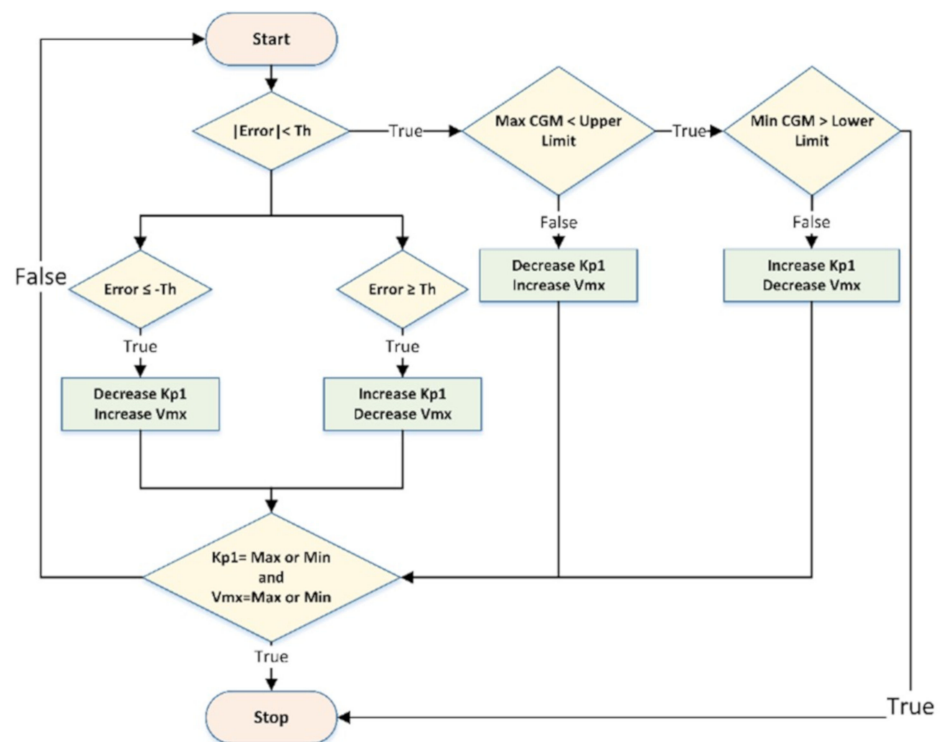 Start
|Error|< Th
True
Max CGM < Upper
Limit
True
Min CGM > Lower
Limit
False
False
Decrease Kp1
Increase Vmx
Increase Kp1
Decrease Vmx
False
Error ≤ -Th
Error ≥ Th
True
True
Decrease Kp1
Increase Vmx
Increase Kp1
Decrease Vmx
Kp1= Max or Min
and
Vmx=Max or Min
True
Stop
True